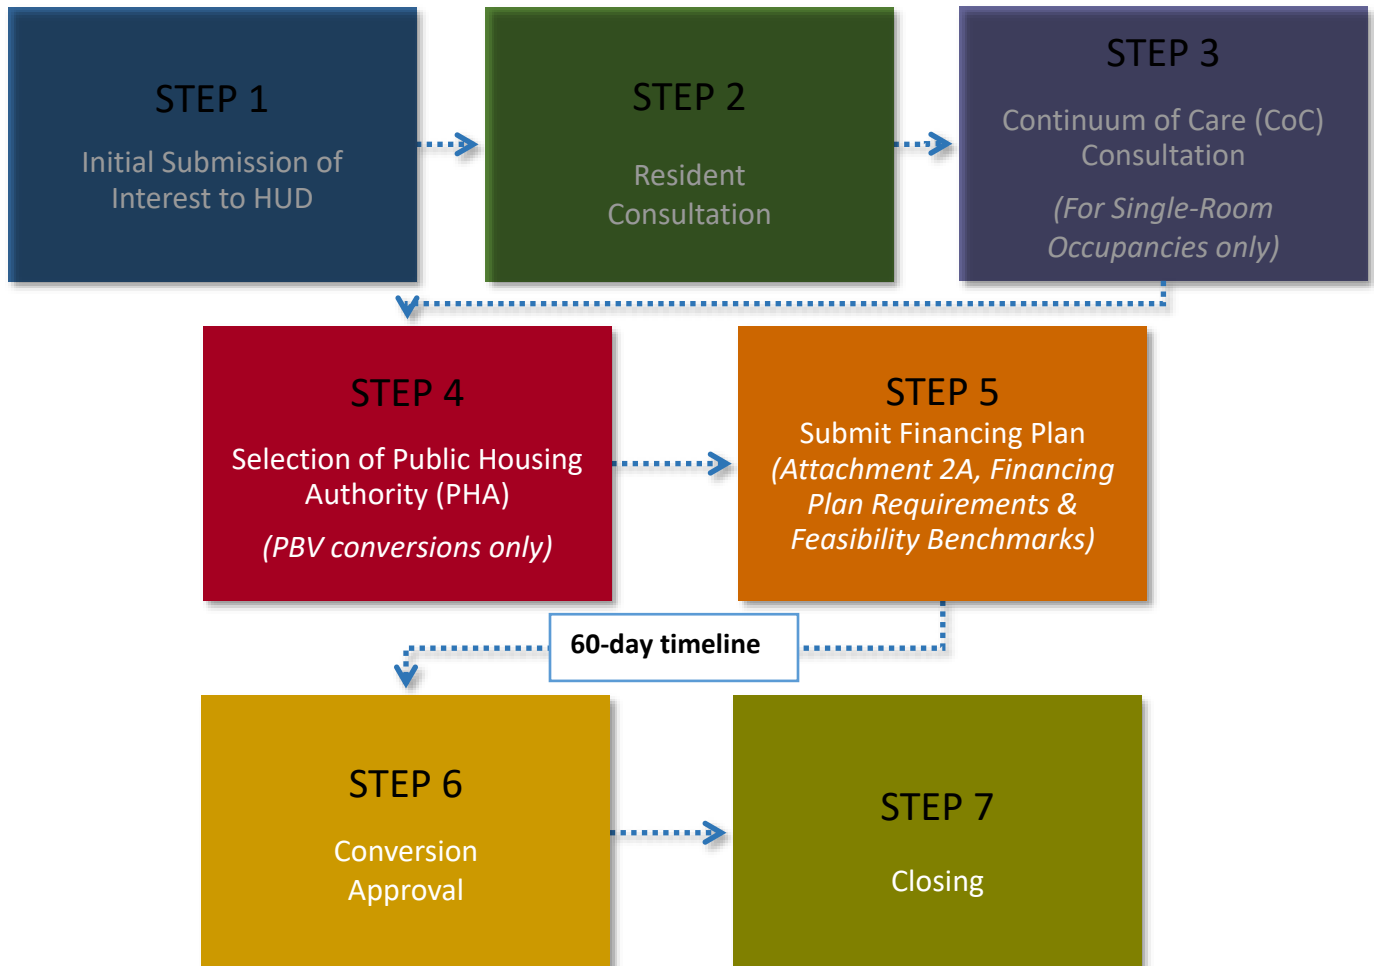 STEP 1
Initial Submission of
Interest to HUD
STEP 2
Resident
Consultation
STEP 3
Continuum of Care (CoC)
Consultation
(For Single-Room
Occupancies only)
STEP 4
Selection of Public Housing
Authority (PHA)
(PBV conversions only)
STEP 5
Submit Financing Plan
(Attachment 2A, Financing
Plan Requirements &
Feasibility Benchmarks)
60-day timeline
STEP 6
Conversion
Approval
STEP 7
Closing